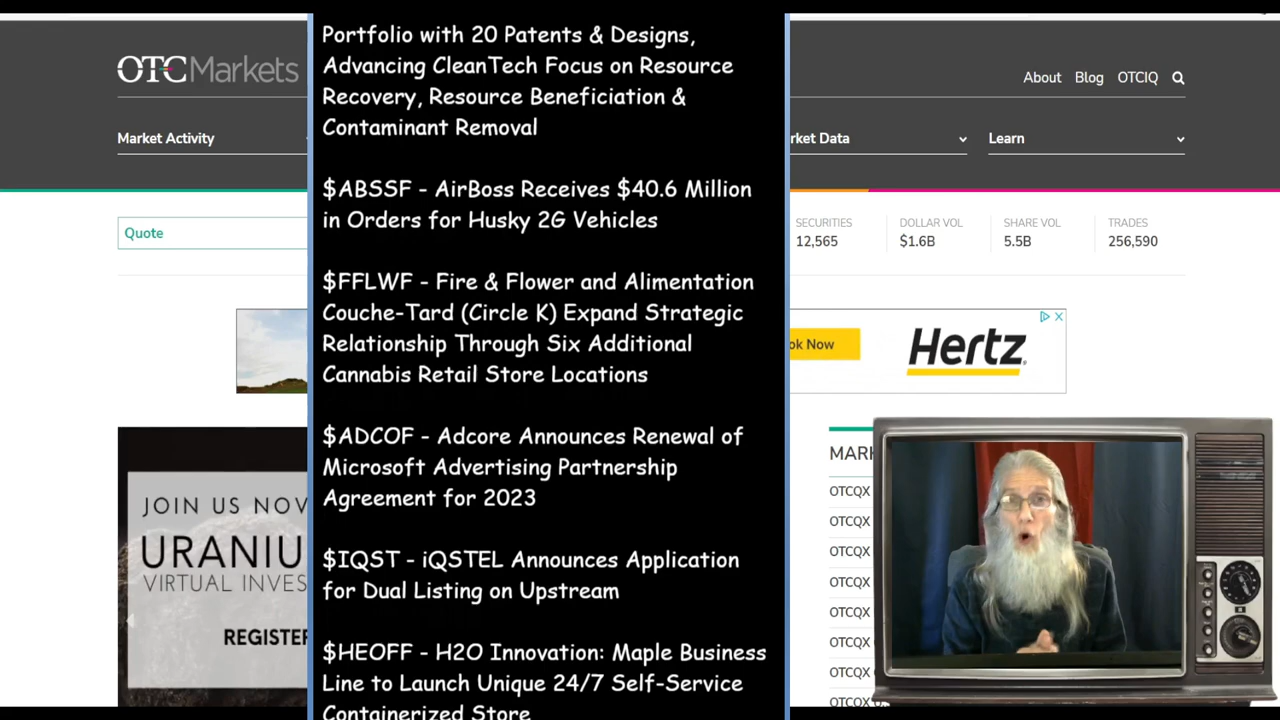 OTCMarkets
About Blog OTCIQ
Market Activity
rket Data
Learn
Quote
SECURITIES
12,565
DOLLAR VOL
$1.6B
SHARE VOL
5.5B
TRADES
256,590
Portfolio with 20 Patents & Designs,
Advancing CleanTech Focus on Resource
Recovery, Resource Beneficiation &
Contaminant Removal
$ABSSF - AirBoss Receives $40.6 Million
in Orders for Husky 2G Vehicles
$FFLWF - Fire & Flower and Alimentation
Couche-Tard (Circle K) Expand Strategic
Relationship Through Six Additional
Cannabis Retail Store Locations
$ADCOF - Adcore Announces Renewal of
Microsoft Advertising Partnership
Agreement for 2023
$IQST - iQSTEL Announces Application
for Dual Listing on Upstream
$HEOFF - H2O Innovation: Maple Business
Line to Launch Unique 24/7 Self-Service
Containerized Store
ok Now
Hertz.
JOIN US NOV
URANIU
VIRTUAL INVES
REGISTER
MARK
OTCQX
OTCQX
OTCQX
OTCQX
OTCQX
OTCQX
OTCQX
OTCQX